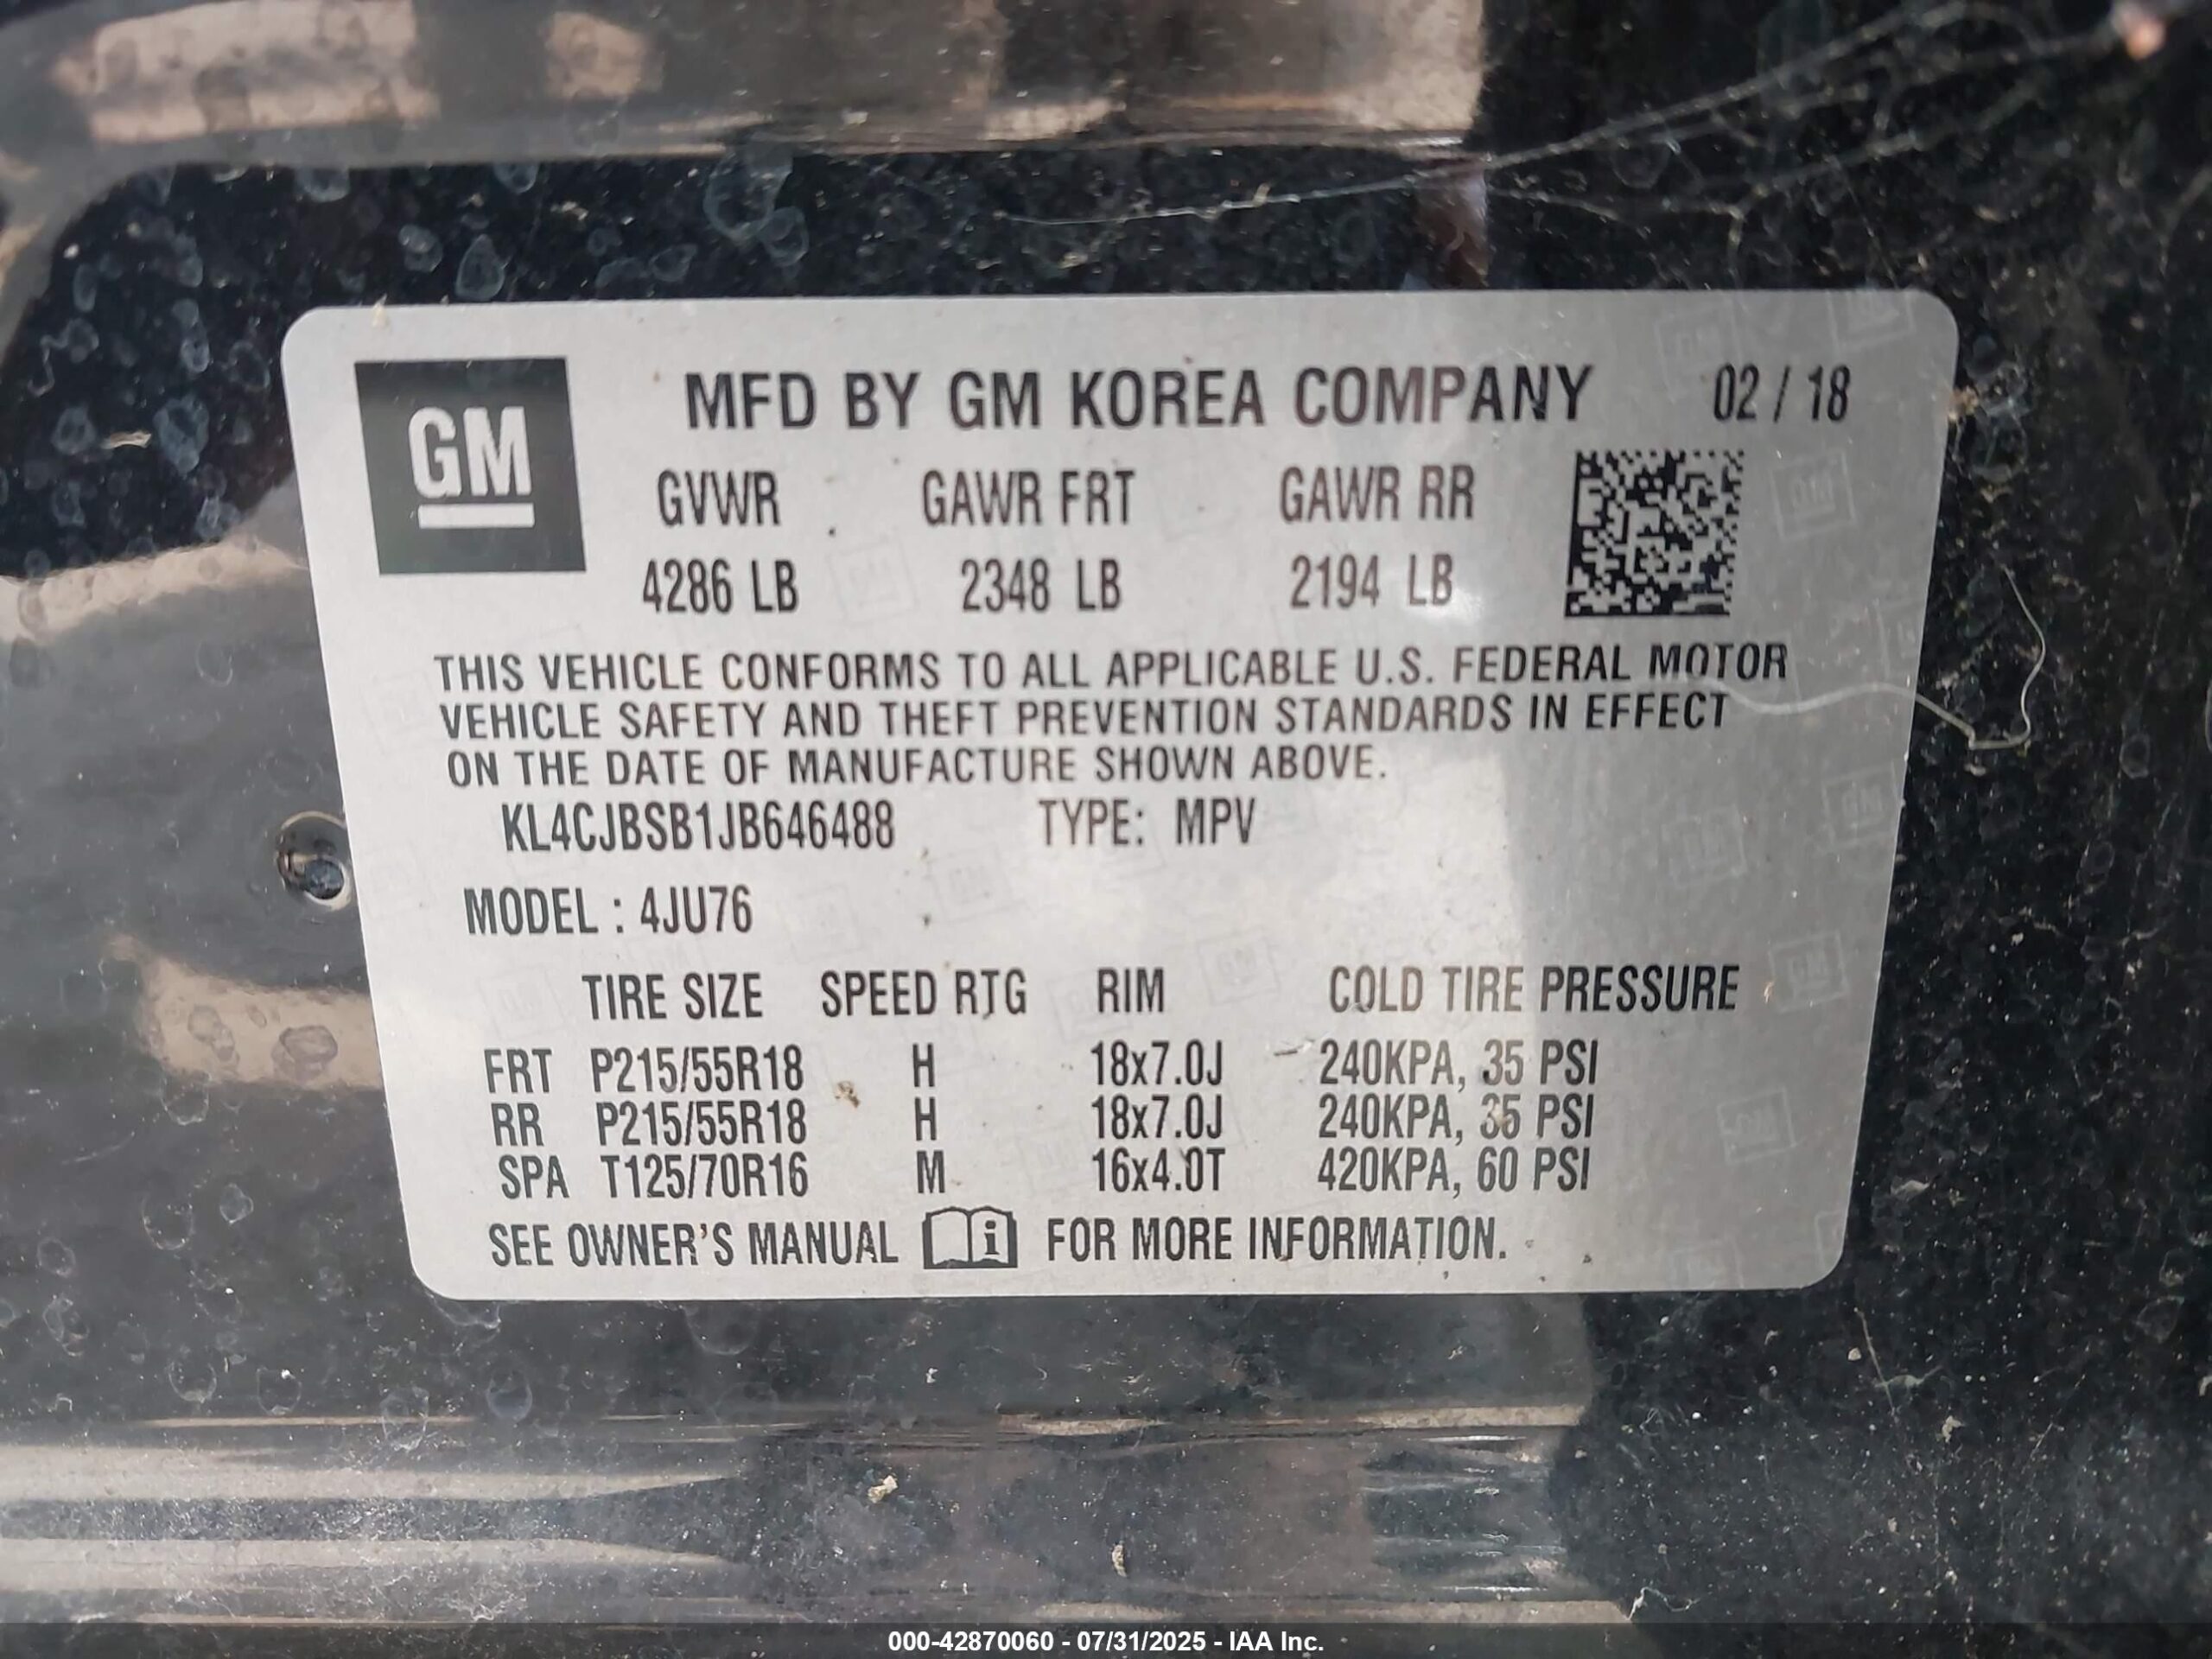 GM
MFD BY GM KOREA COMPANY 02 / 18
GVWR GAWR FRT GAWR RR
4286 LB 2348 LB 2194 LB
THIS VEHICLE CONFORMS TO ALL APPLICABLE U.S. FEDERAL MOTOR
VEHICLE SAFETY AND THEFT PREVENTION STANDARDS IN EFFECT
ON THE DATE OF MANUFACTURE SHOWN ABOVE.
KL4CJBSB1JB646488 TYPE: MPV
MODEL : 4JU76
TIRE SIZE SPEED RTG RIM COLD TIRE PRESSURE
FRT P215/55R18 H 18x7.0J 240KPA, 35 PSI
RR P215/55R18 H 18x7.0J 240KPA, 35 PSI
SPA T125/70R16 M 16x4.0T 420KPA, 60 PSI
SEE OWNER'S MANUAL i FOR MORE INFORMATION.
000-42870060 - 07/31/2025 - IAA Inc.